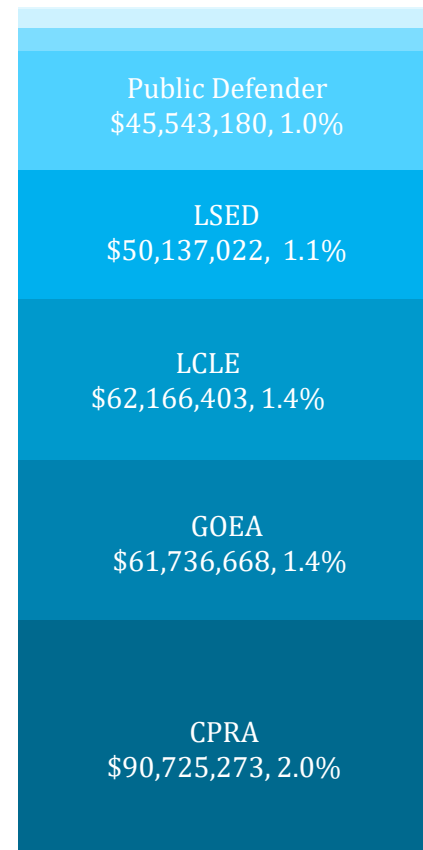 Public Defender
$45,543,180, 1.0%
LSED
$50,137,022, 1.1%
LCLE
$62,166,403, 1.4%
GOEA
$61,736,668, 1.4%
CPRA
$90,725,273, 2.0%